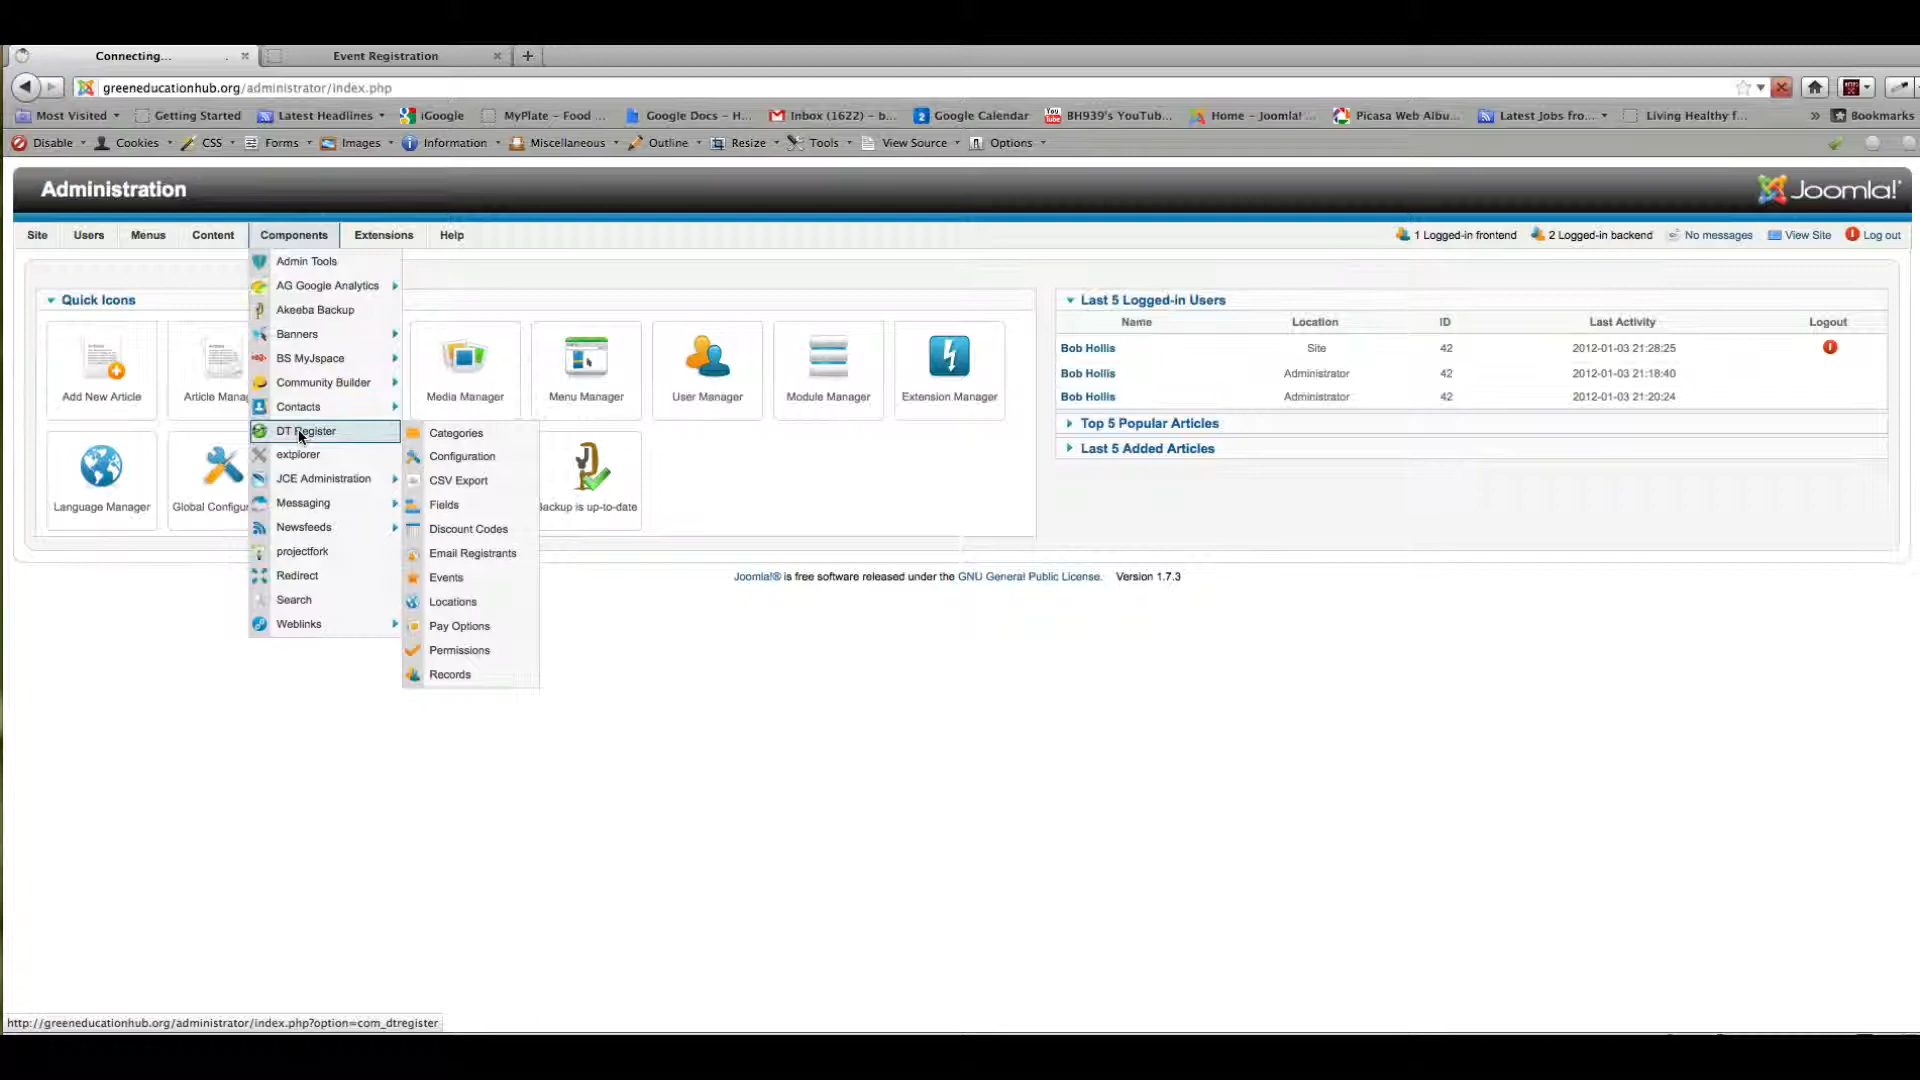 Connecting...
Event Registration
greeneducationhub.org/administrator/index.php
Most Visited
Getting Started
Latest Headlines
iGoogle
MyPlate – Food ...
Google Docs – H...
Inbox (1622) – b...
Google Calendar
BH939's YouTub...
Home – Joomla!...
Picasa Web Albu...
Latest Jobs fro...
Living Healthy f...
»
Bookmarks
Disable
Cookies
CSS
Forms
Images
Information
Miscellaneous
Outline
Resize
Tools
View Source
Options
Administration
Joomla!
Site
Users
Menus
Content
Components
Extensions
Help
1 Logged-in frontend
2 Logged-in backend
No messages
View Site
Log out
Admin Tools
AG Google Analytics
Akeeba Backup
Banners
BS MyJspace
Community Builder
Contacts
DT Register
extplorer
JCE Administration
Messaging
Newsfeeds
projectfork
Redirect
Search
Weblinks
Categories
Configuration
CSV Export
Fields
Discount Codes
Email Registrants
Events
Locations
Pay Options
Permissions
Records
Quick Icons
Add New Article
Article Mana
Media Manager
Menu Manager
User Manager
Module Manager
Extension Manager
Language Manager
Global Configu
Backup is up-to-date
Last 5 Logged-in Users
Name Location ID Last Activity Logout
Bob Hollis Site 42 2012-01-03 21:28:25
Bob Hollis Administrator 42 2012-01-03 21:18:40
Bob Hollis Administrator 42 2012-01-03 21:20:24
Top 5 Popular Articles
Last 5 Added Articles
Joomla!® is free software released under the GNU General Public License. Version 1.7.3
http://greeneducationhub.org/administrator/index.php?option=com_dtregister